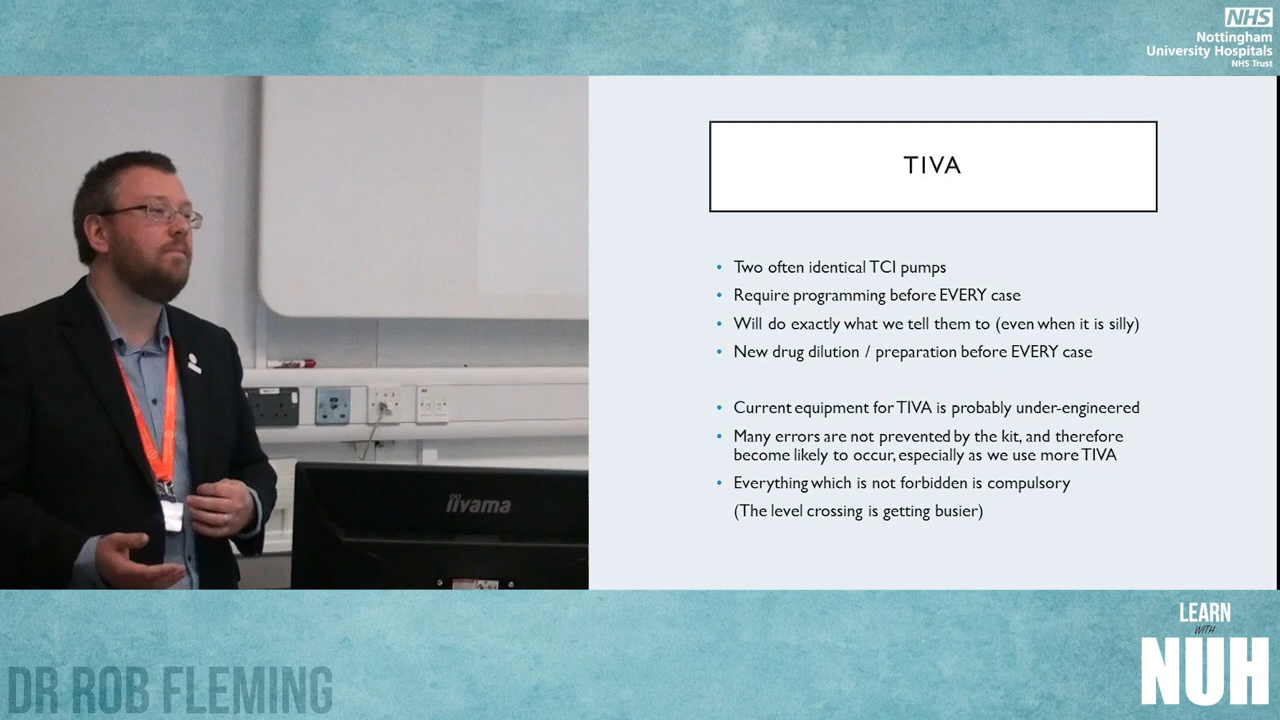 NHS
Nottingham
University Hospitals
NHS Trust
TIVA
• Two often identical TCI pumps
• Require programming before EVERY case
• Will do exactly what we tell them to (even when it is silly)
• New drug dilution / preparation before EVERY case
• Current equipment for TIVA is probably under-engineered
• Many errors are not prevented by the kit, and therefore
become likely to occur, especially as we use more TIVA
• Everything which is not forbidden is compulsory
(The level crossing is getting busier)
iiyama
DR ROB FLEMING
LEARN
WITH
NUH